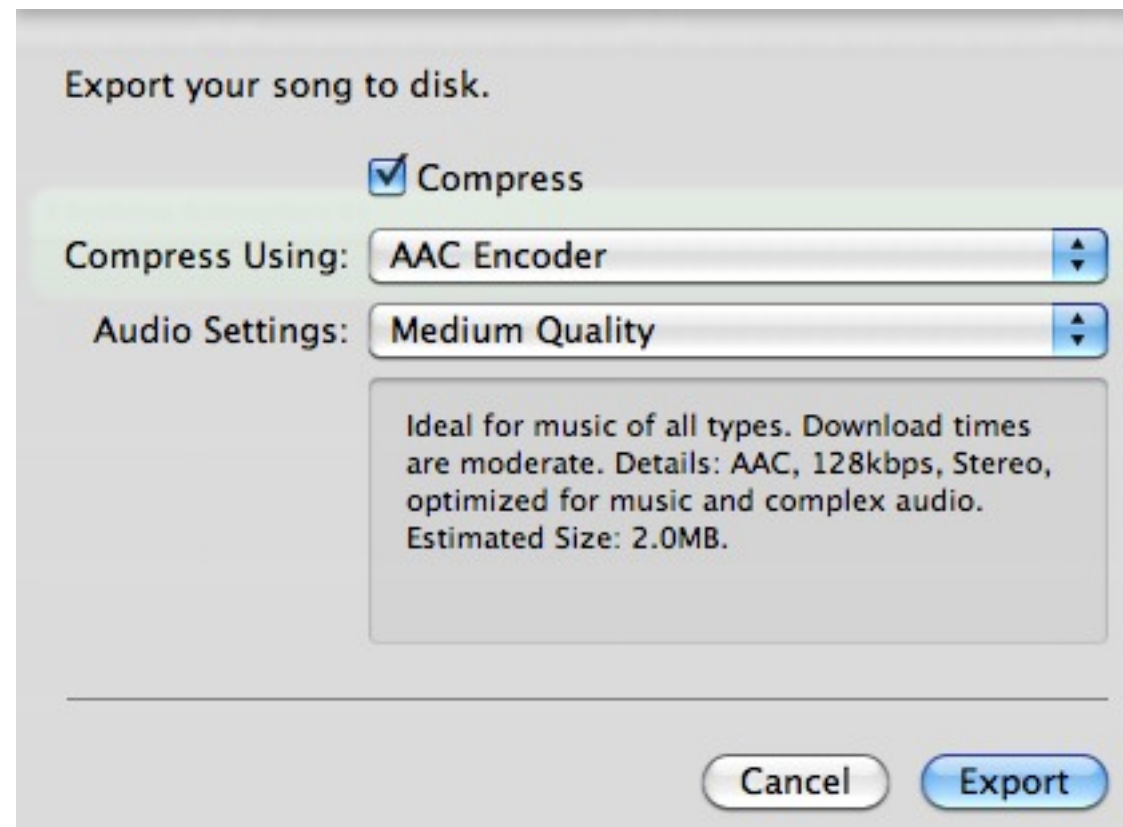 Export your song to disk.
Compress
Compress Using: AAC Encoder
Audio Settings: Medium Quality
Ideal for music of all types. Download times
are moderate. Details: AAC, 128kbps, Stereo,
optimized for music and complex audio.
Estimated Size: 2.0MB.
Cancel Export